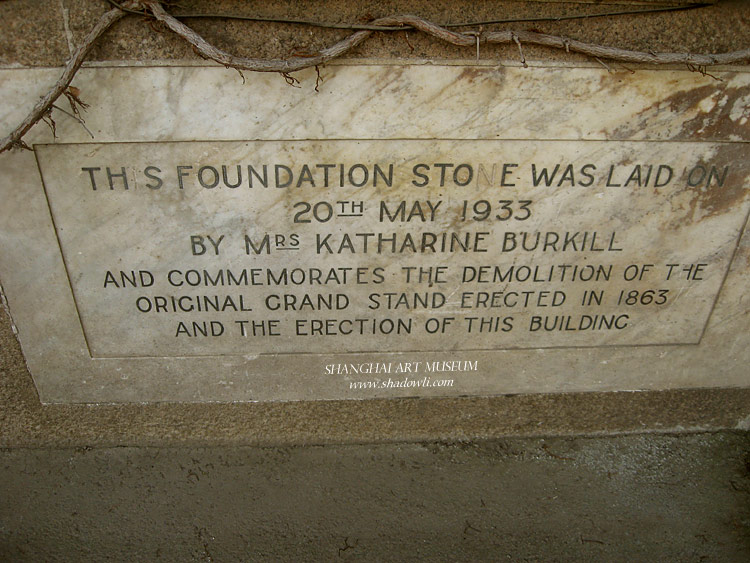 THIS FOUNDATION STONE WAS LAID ON
20TH MAY 1933
BY MRS KATHARINE BURKILL
AND COMMEMORATES THE DEMOLITION OF THE
ORIGINAL GRAND STAND ERECTED IN 1863
AND THE ERECTION OF THIS BUILDING
SHANGHAI ART MUSEUM
www.shadowli.com